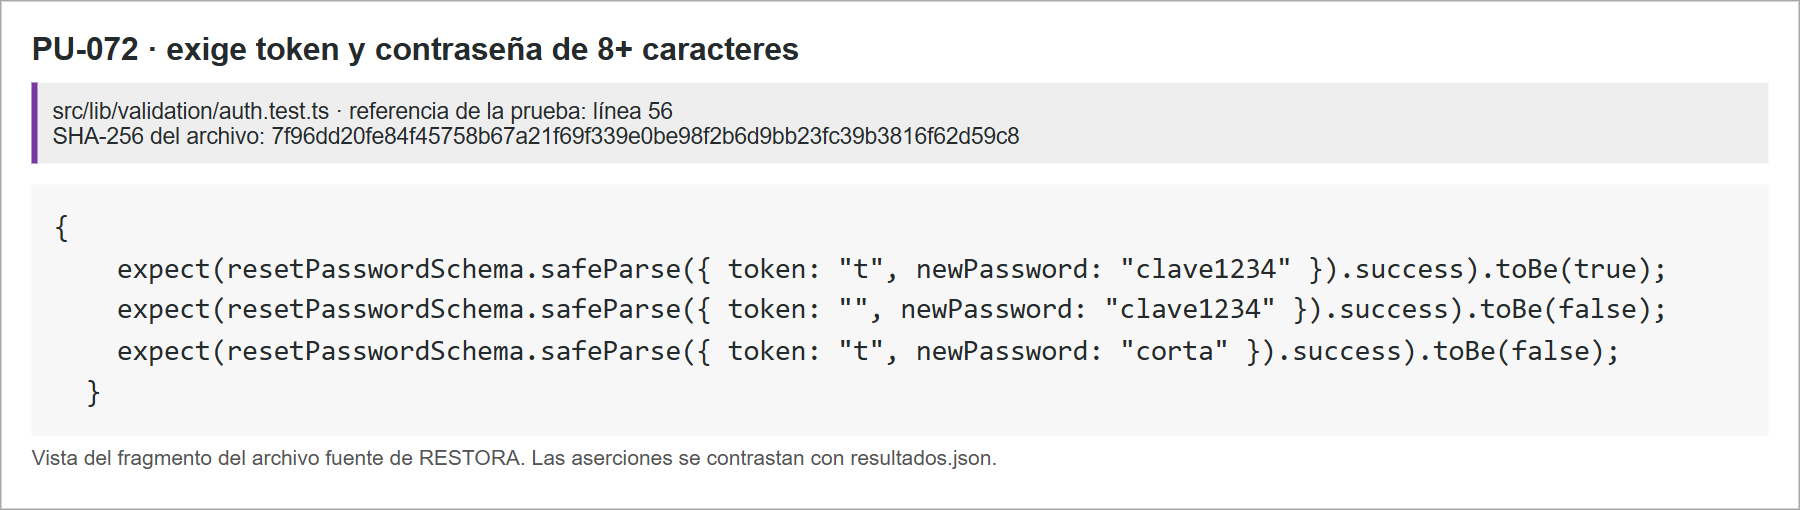 PU-072 · exige token y contraseña de 8+ caracteres
src/lib/validation/auth.test.ts · referencia de la prueba: línea 56
SHA-256 del archivo: 7f96dd20fe84f45758b67a21f69f339e0be98f2b6d9bb23fc39b3816f62d59c8
{
    expect(resetPasswordSchema.safeParse({ token: "t", newPassword: "clave1234" }).success).toBe(true);
    expect(resetPasswordSchema.safeParse({ token: "", newPassword: "clave1234" }).success).toBe(false);
    expect(resetPasswordSchema.safeParse({ token: "t", newPassword: "corta" }).success).toBe(false);
  }
Vista del fragmento del archivo fuente de RESTORA. Las aserciones se contrastan con resultados.json.